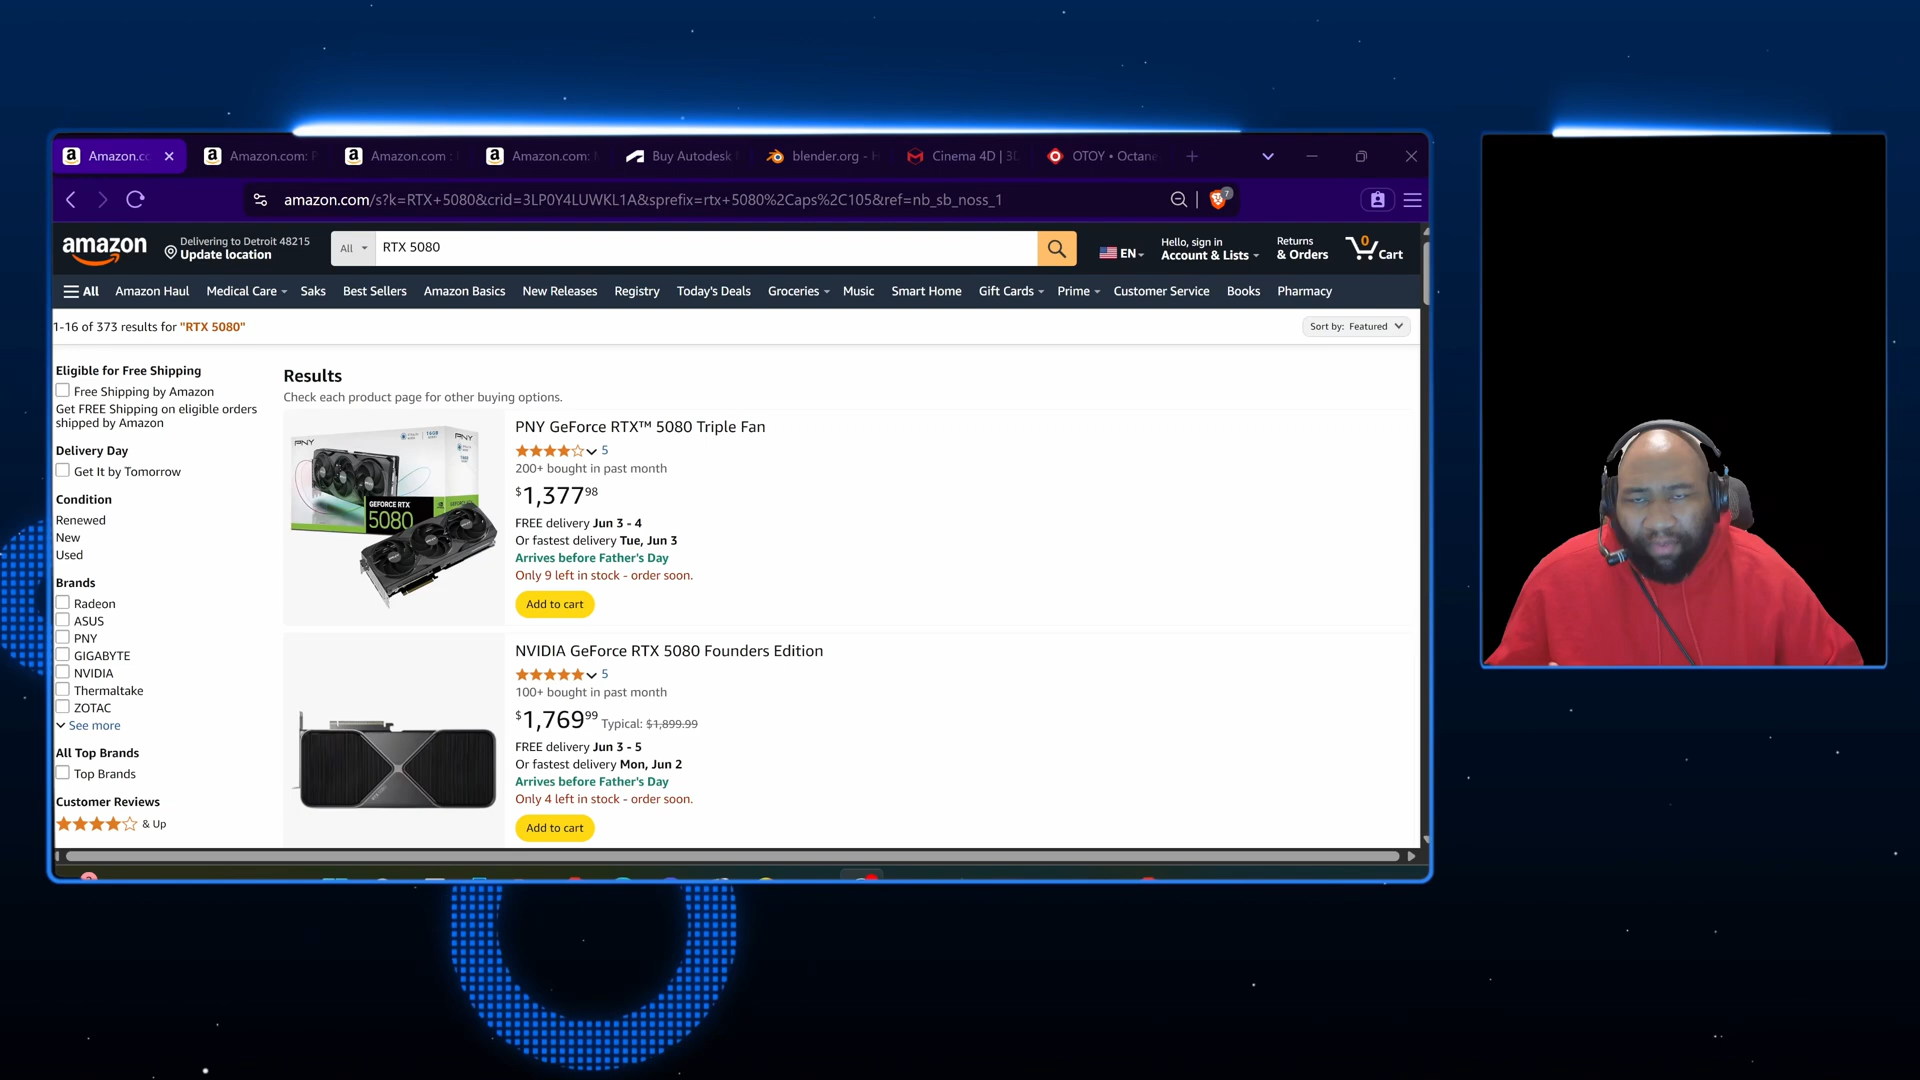 Amazon.c
Amazon.com: P
Amazon.com :
Amazon.com:
Buy Autodesk
blender.org - H
Cinema 4D | 3D
OTOY • Octane
amazon.com/s?k=RTX+5080&crid=3LP0Y4LUWKL1A&sprefix=rtx+5080%2Caps%2C105&ref=nb_sb_noss_1
7
amazon
Delivering to Detroit 48215
Update location
All
RTX 5080
EN
Hello, sign in
Account & Lists
Returns
& Orders
0
Cart
All
Amazon Haul
Medical Care
Saks
Best Sellers
Amazon Basics
New Releases
Registry
Today's Deals
Groceries
Music
Smart Home
Gift Cards
Prime
Customer Service
Books
Pharmacy
1-16 of 373 results for "RTX 5080"
Sort by: Featured
Eligible for Free Shipping
Free Shipping by Amazon
Get FREE Shipping on eligible orders
shipped by Amazon
Delivery Day
Get It by Tomorrow
Condition
Renewed
New
Used
Brands
Radeon
ASUS
PNY
GIGABYTE
NVIDIA
Thermaltake
ZOTAC
See more
All Top Brands
Top Brands
Customer Reviews
& Up
Results
Check each product page for other buying options.
PNY
PNY
GEFORCE RTX
5080
PNY GeForce RTX™ 5080 Triple Fan
5
200+ bought in past month
$1,37798
FREE delivery Jun 3 - 4
Or fastest delivery Tue, Jun 3
Arrives before Father's Day
Only 9 left in stock - order soon.
Add to cart
NVIDIA GeForce RTX 5080 Founders Edition
5
100+ bought in past month
$1,76999 Typical: $1,899.99
FREE delivery Jun 3 - 5
Or fastest delivery Mon, Jun 2
Arrives before Father's Day
Only 4 left in stock - order soon.
Add to cart